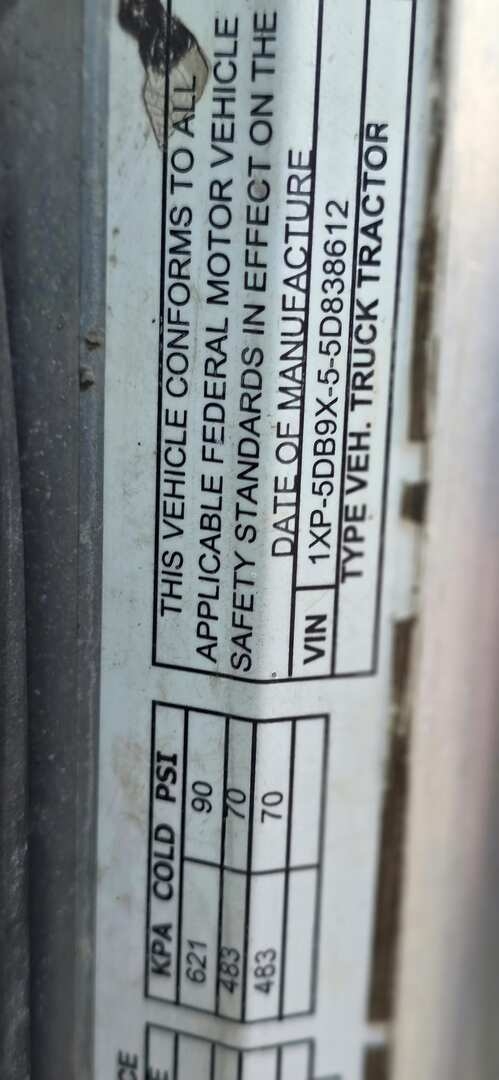 THIS VEHICLE CONFORMS TO ALL
APPLICABLE FEDERAL MOTOR VEHICLE
SAFETY STANDARDS IN EFFECT ON THE
DATE OF MANUFACTURE
VIN 1XP-5DB9X-5-5D838612
TYPE VEH. TRUCK TRACTOR
KPA COLD PSI
621 90
483 70
483 70
CE
E